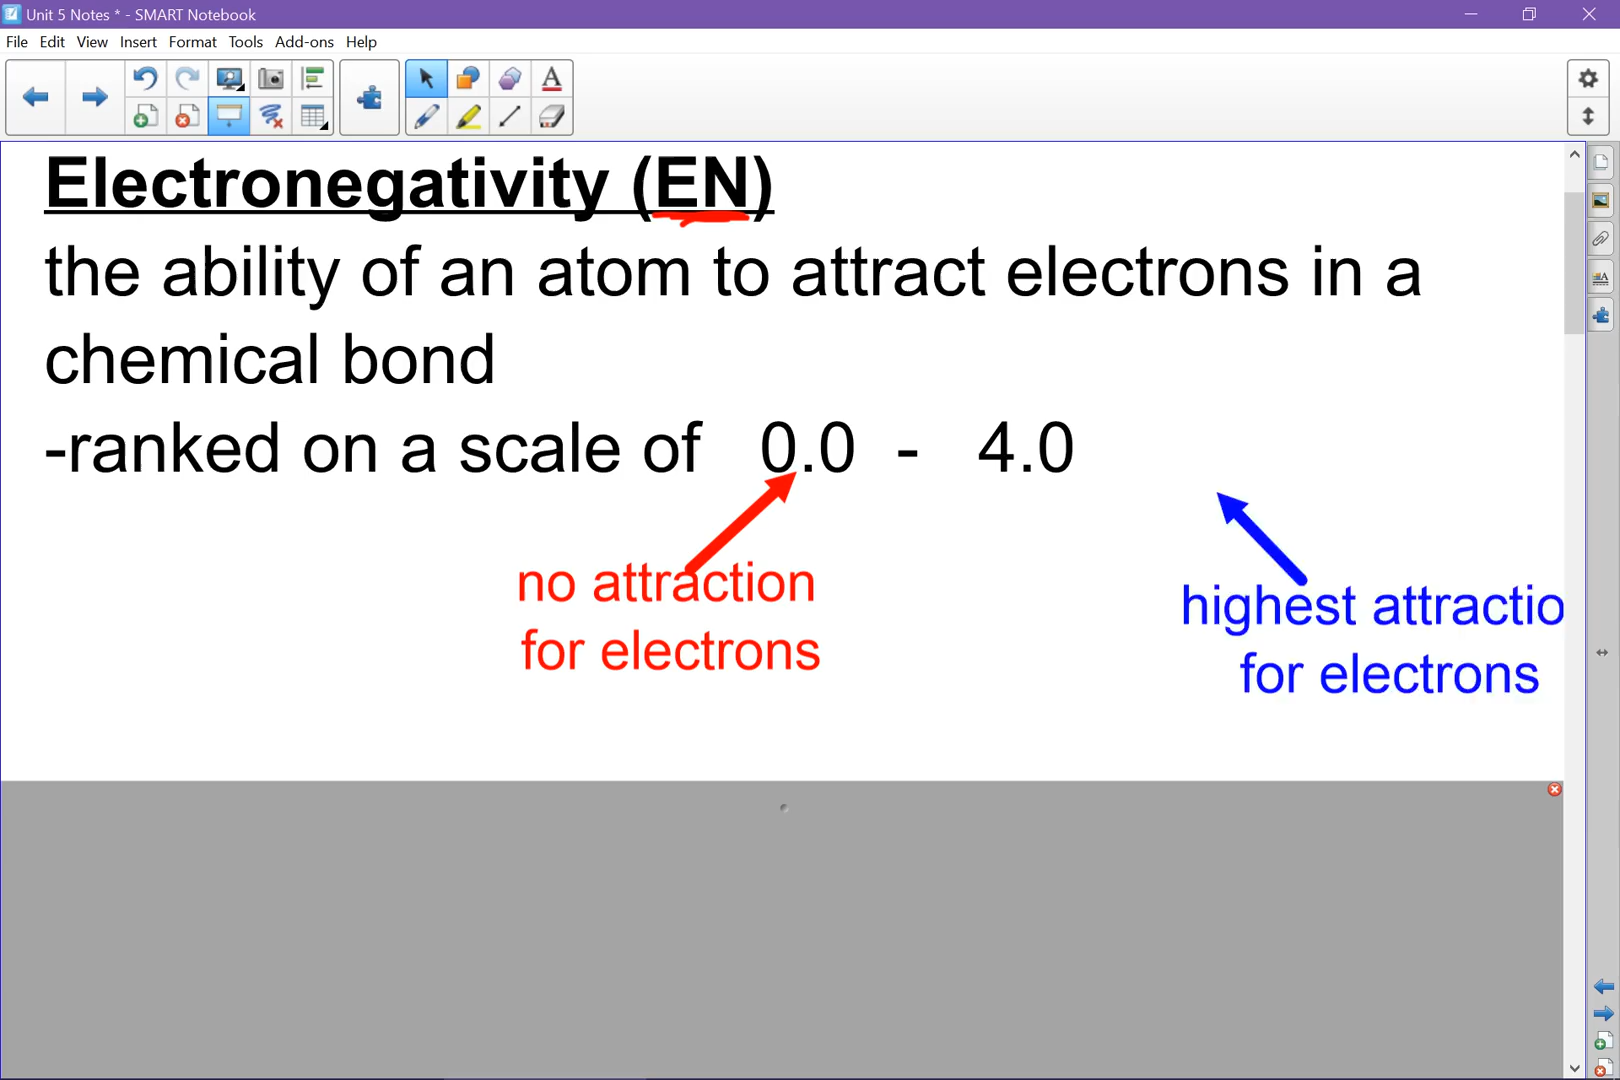 Unit 5 Notes * - SMART Notebook
File Edit View Insert Format Tools Add-ons Help
Electronegativity (EN)
the ability of an atom to attract electrons in a
chemical bond
-ranked on a scale of 0.0 - 4.0
no attraction
for electrons
highest attractio
for electrons